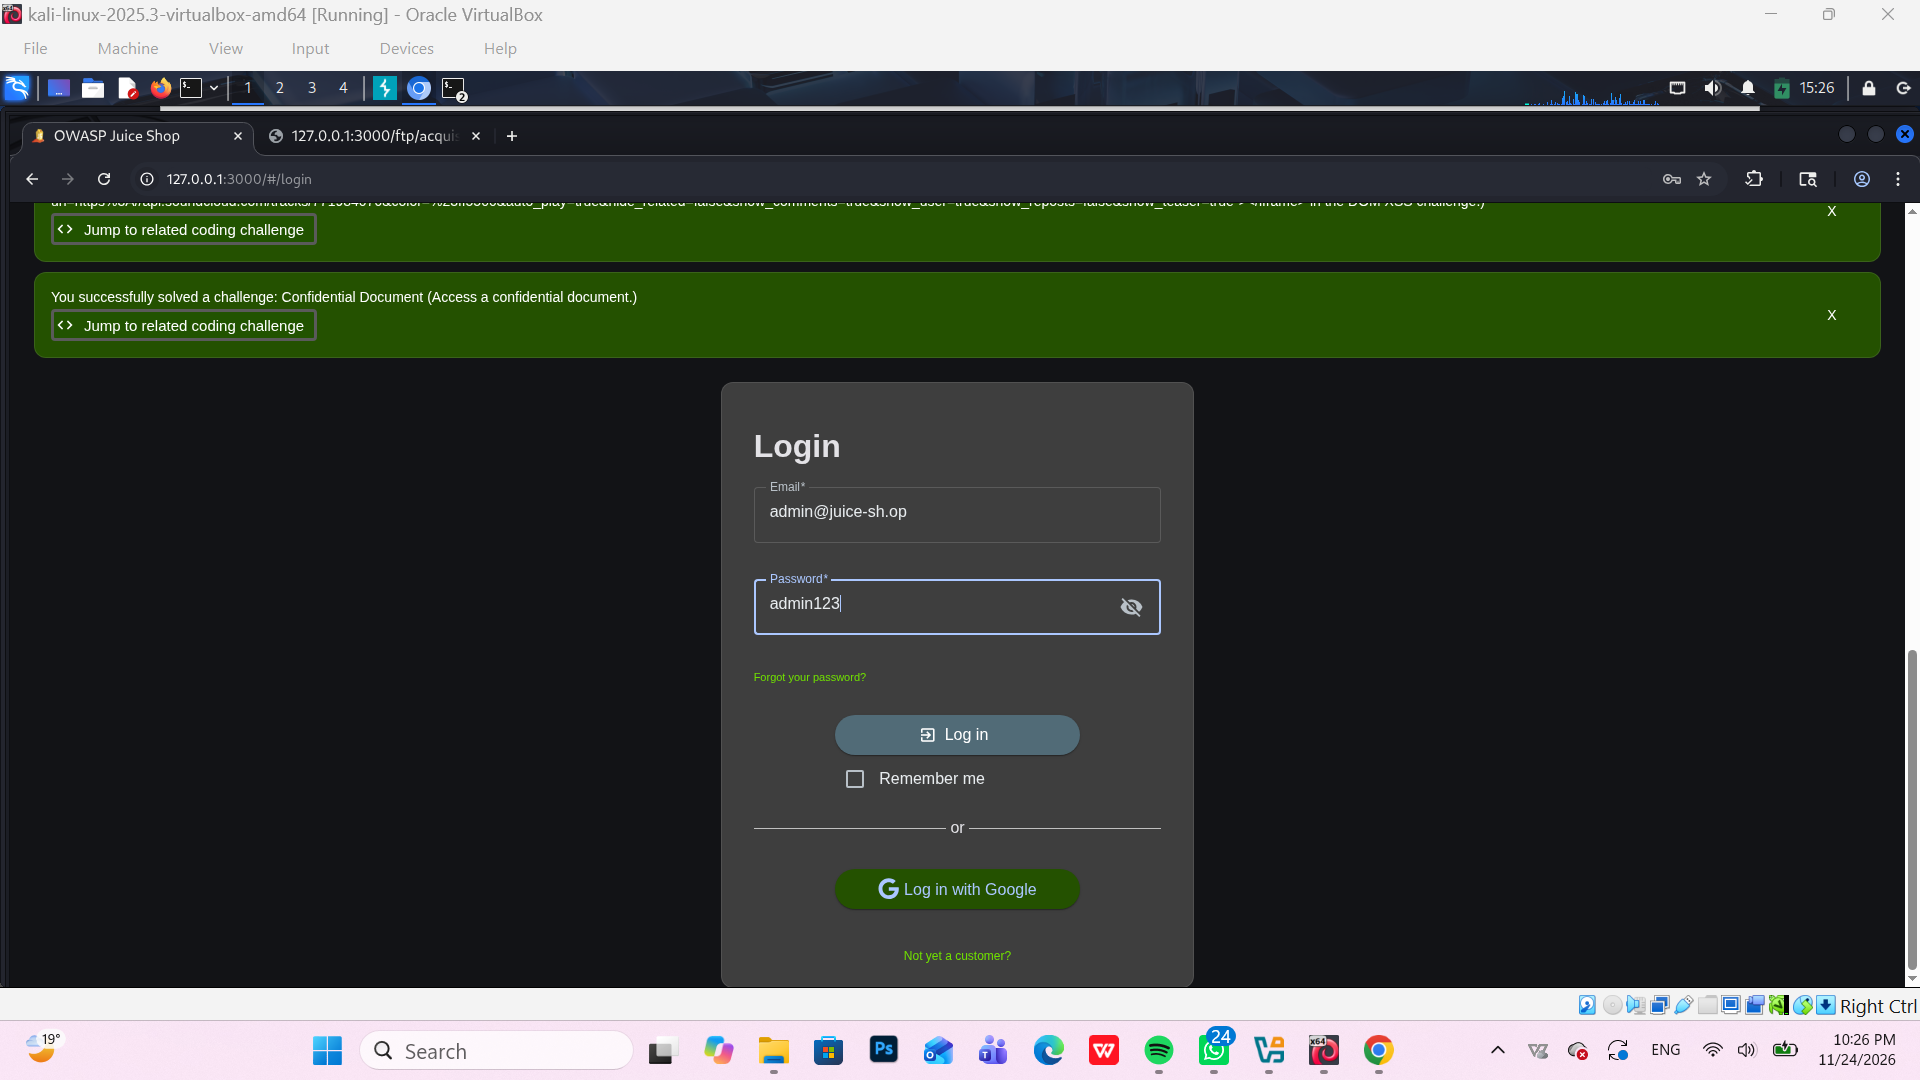 kali-linux-2025.3-virtualbox-amd64 [Running] - Oracle VirtualBox
File Machine View Input Devices Help
1 2 3 4 2 15:26
OWASP Juice Shop 127.0.0.1:3000/ftp/acquis
127.0.0.1:3000/#/login
X
Jump to related coding challenge
You successfully solved a challenge: Confidential Document (Access a confidential document.)
Jump to related coding challenge
X
Login
Email*
admin@juice-sh.op
Password*
admin123
Forgot your password?
Log in
Remember me
or
Log in with Google
Not yet a customer?
Right Ctrl
19°
Search
Ps
24
x64
ENG
10:26 PM
11/24/2026